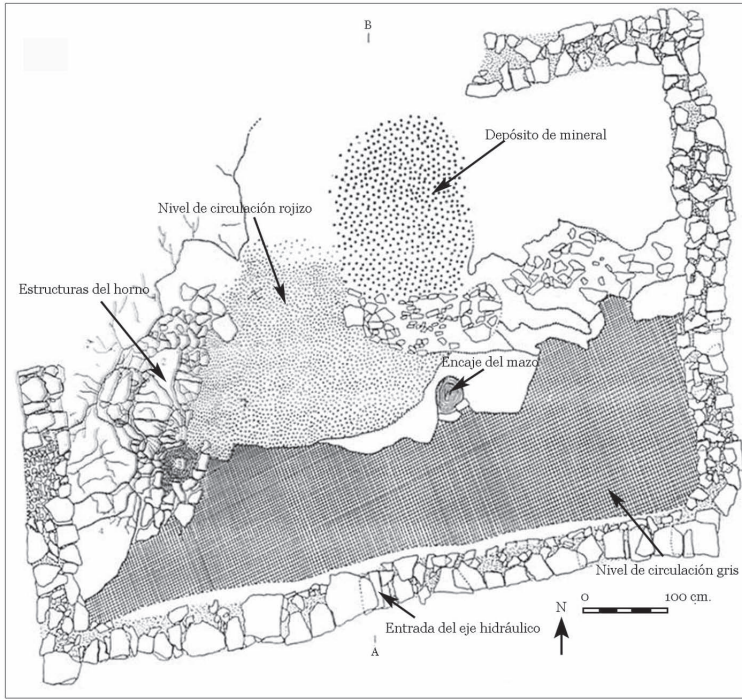 B
Depósito de mineral
Nivel de circulación rojizo
Estructuras del horno
Encaje del mazo
Nivel de circulación gris
0 100 cm.
N
Entrada del eje hidráulico
A